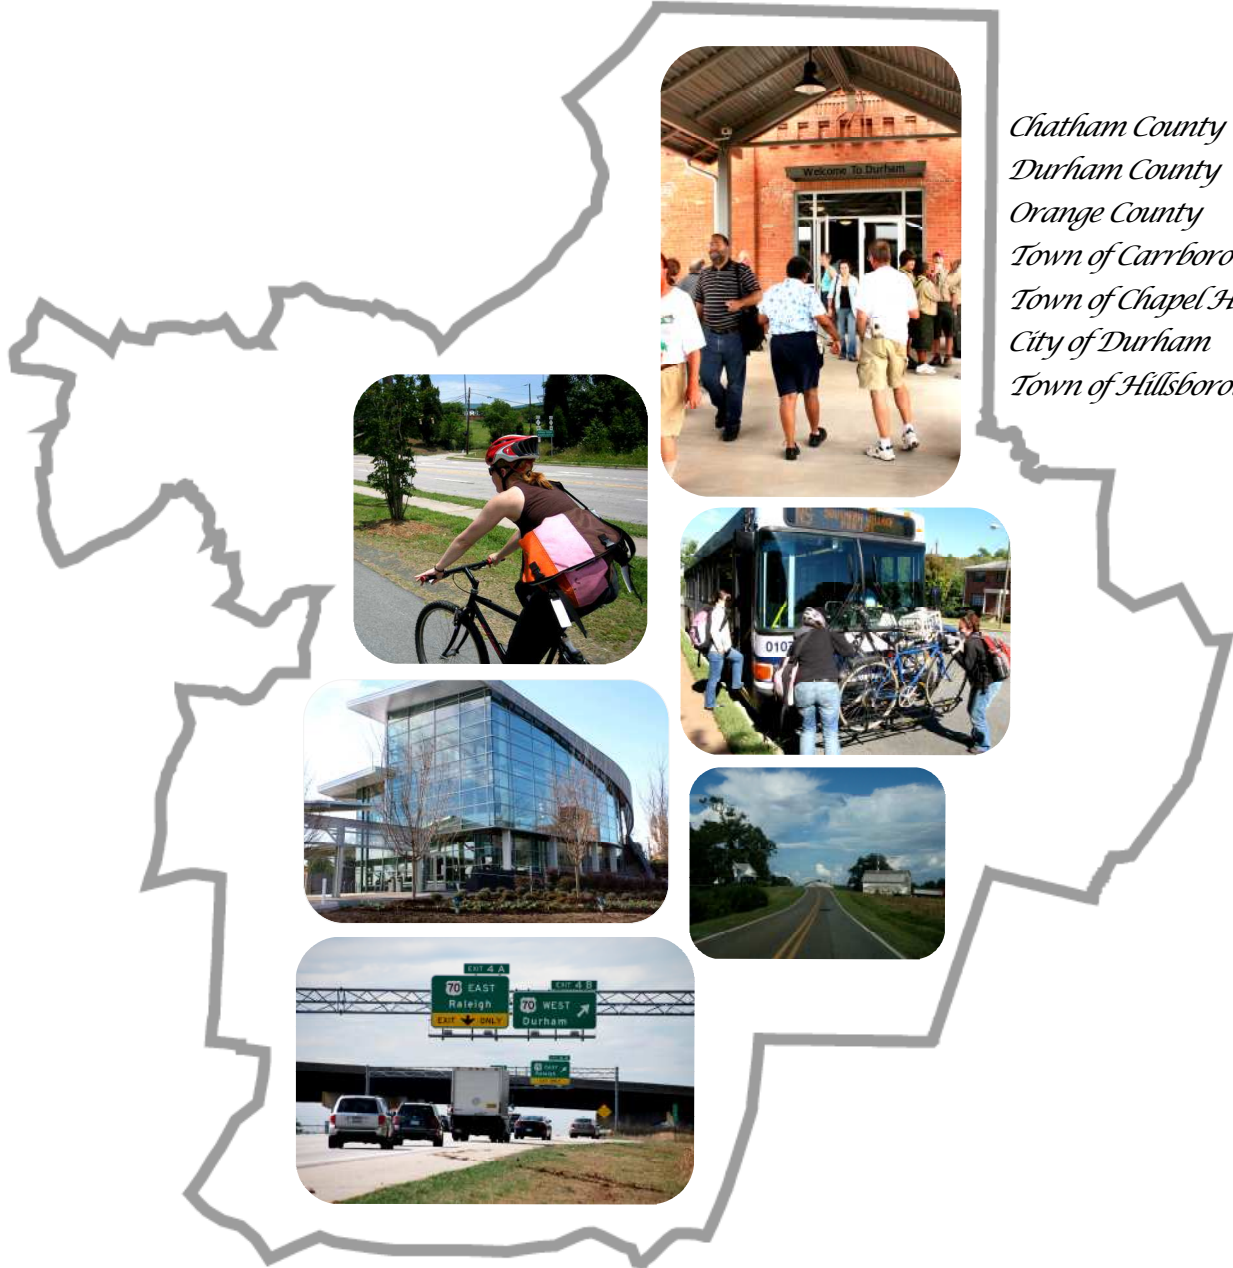 Chatham County
Durham County
Orange County
Town of Carrboro
Town of Chapel H
City of Durham
Town of Hillsboro
Welcome To Durham
0107
EXIT 4 A
70 EAST
Raleigh
EXIT ONLY
EXIT 4 B
70 WEST
Durham